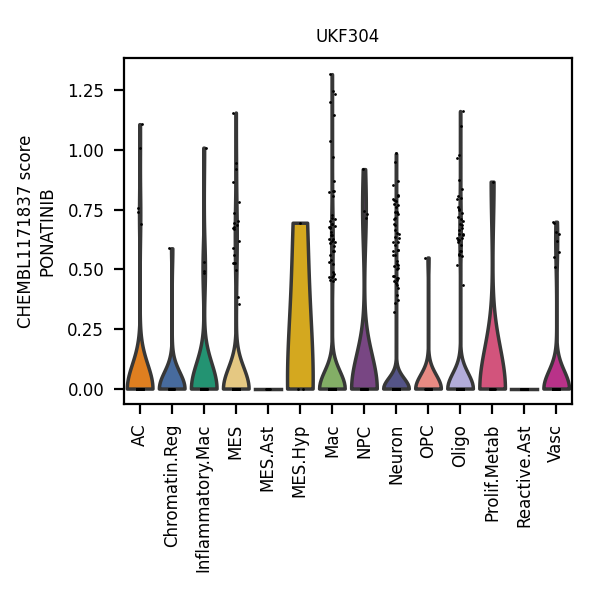 UKF304
CHEMBL1171837 score
PONATINIB
1.25
1.00
0.75
0.50
0.25
0.00
AC
Chromatin.Reg
Inflammatory.Mac
MES
MES.Ast
MES.Hyp
Mac
NPC
Neuron
OPC
Oligo
Prolif.Metab
Reactive.Ast
Vasc